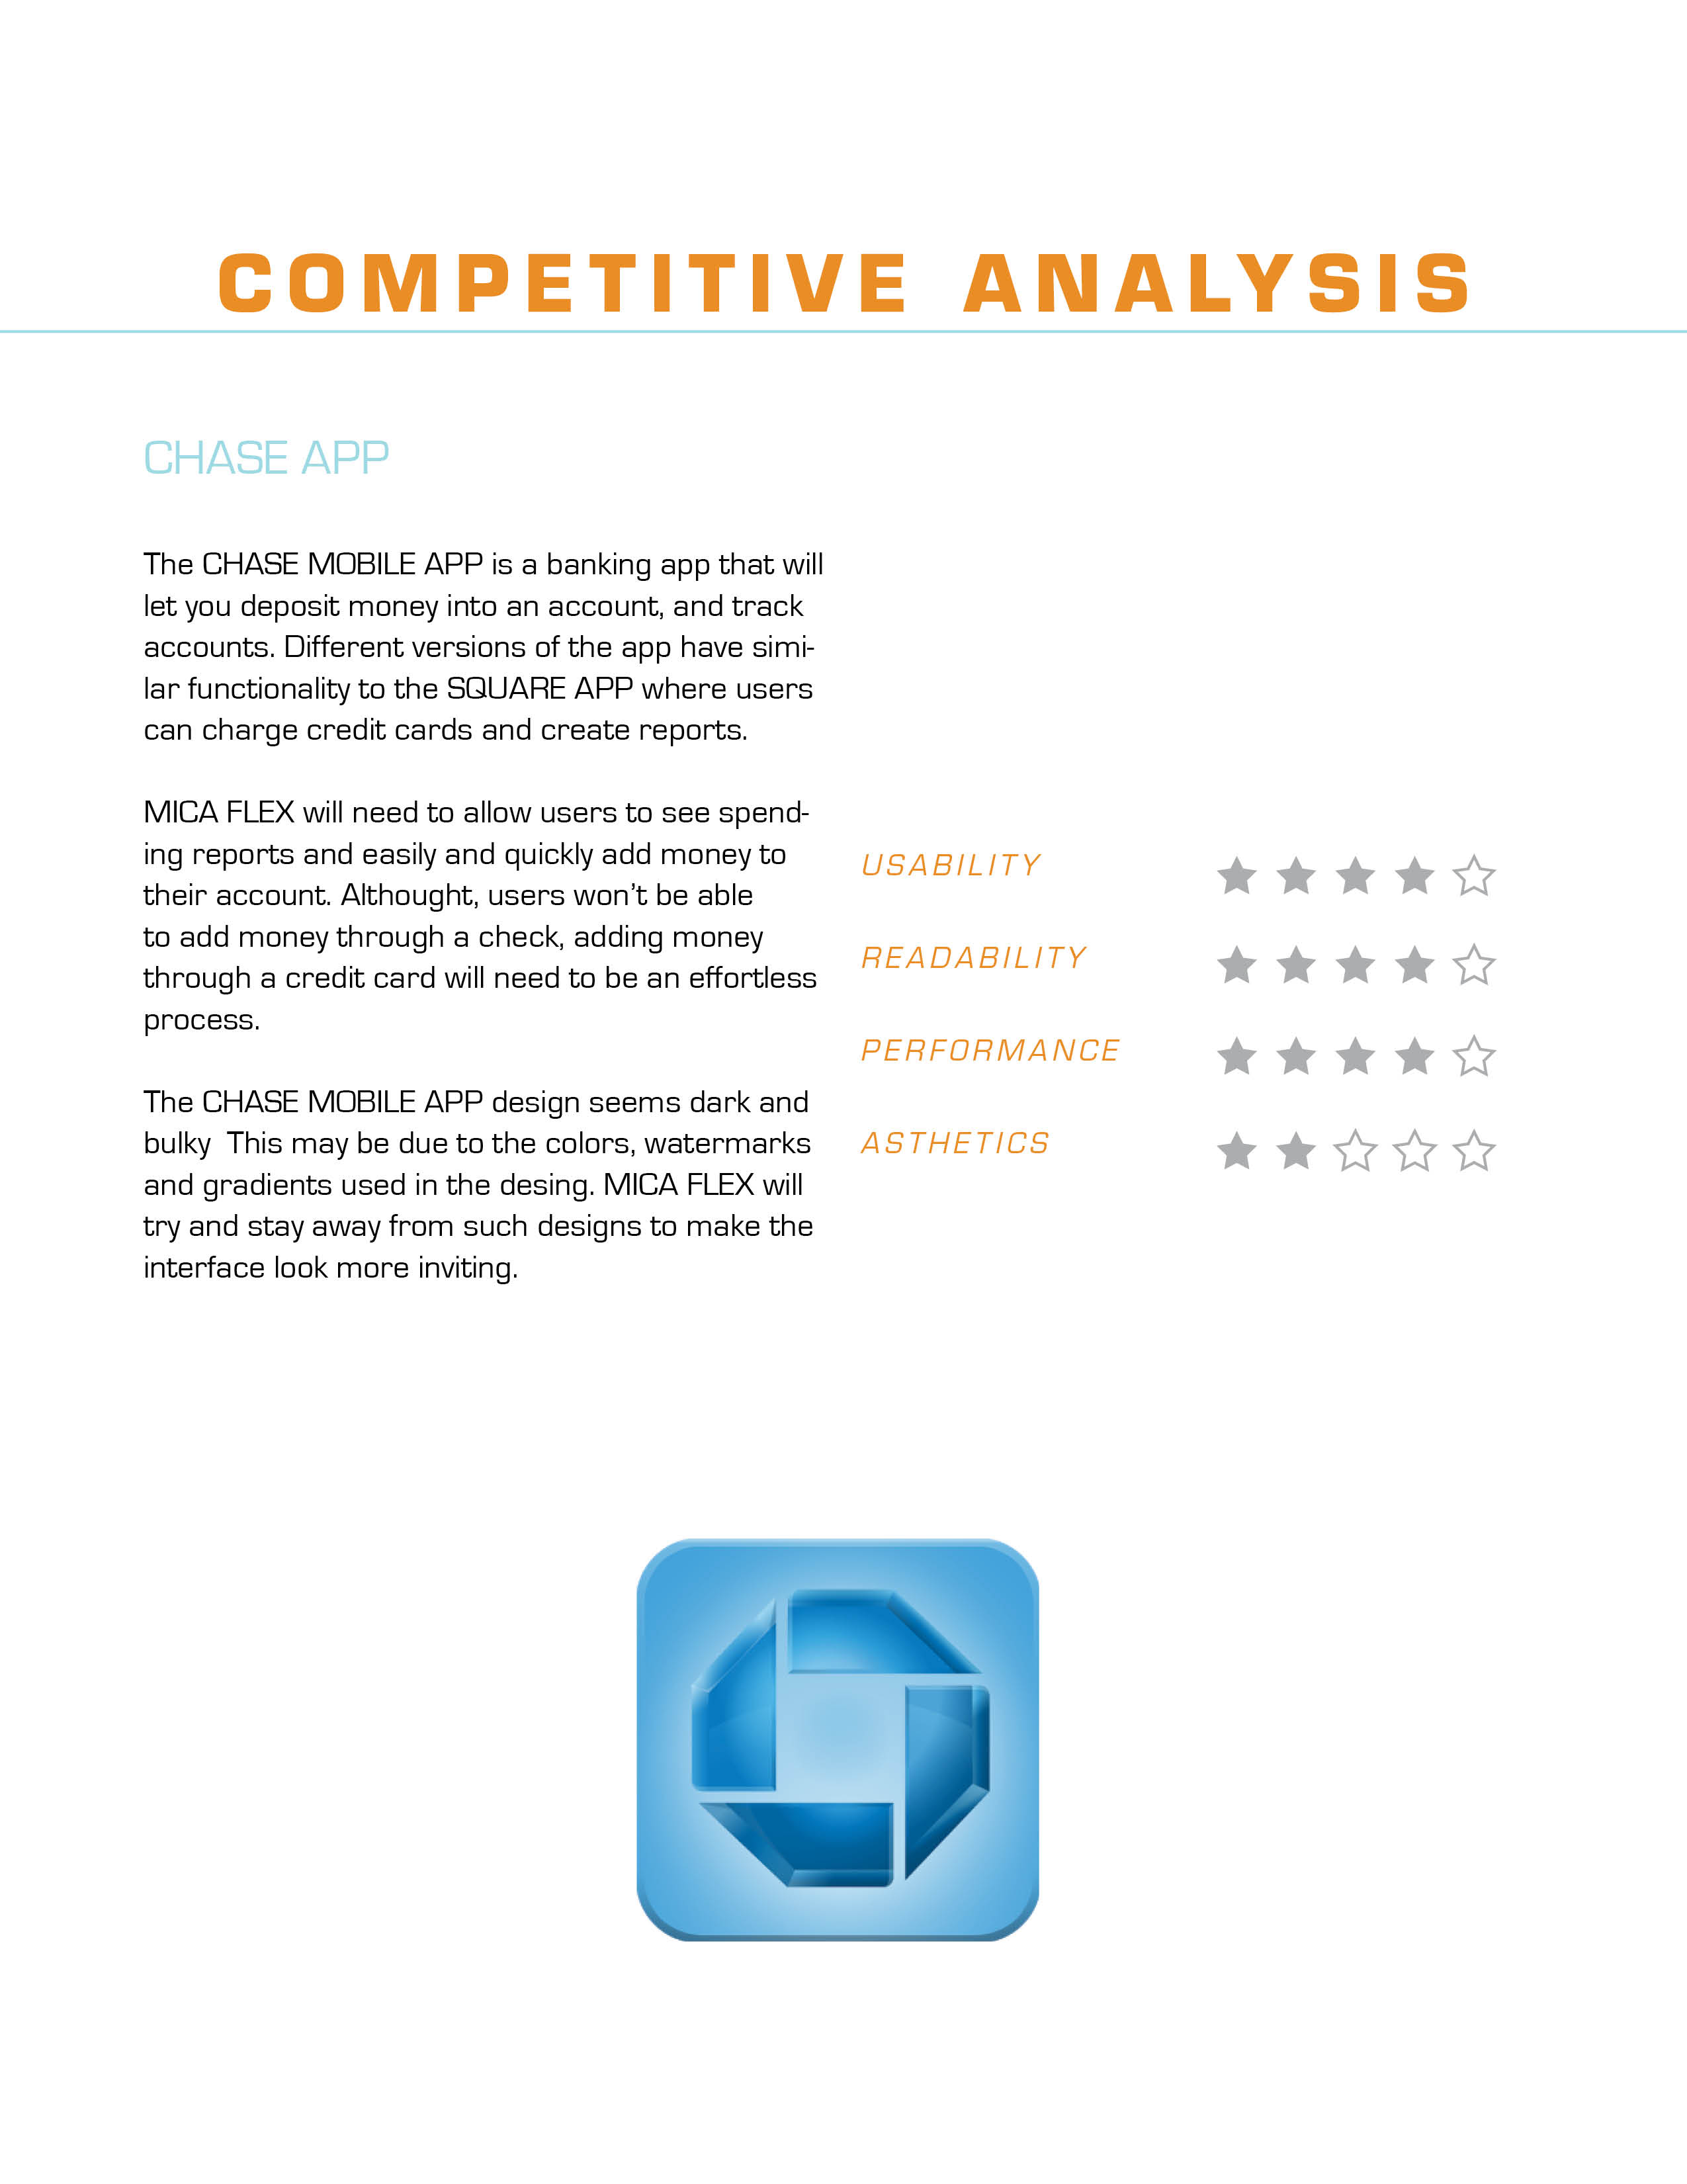 COMPETITIVE ANALYSIS
CHASE APP
The CHASE MOBILE APP is a banking app that will
let you deposit money into an account, and track
accounts. Different versions of the app have simi-
lar functionality to the SQUARE APP where users
can charge credit cards and create reports.
MICA FLEX will need to allow users to see spend-
ing reports and easily and quickly add money to
their account. Althought, users won't be able
to add money through a check, adding money
through a credit card will need to be an effortless
process.
The CHASE MOBILE APP design seems dark and
bulky  This may be due to the colors, watermarks
and gradients used in the desing. MICA FLEX will
try and stay away from such designs to make the
interface look more inviting.
USABILITY
READABILITY
PERFORMANCE
ASTHETICS